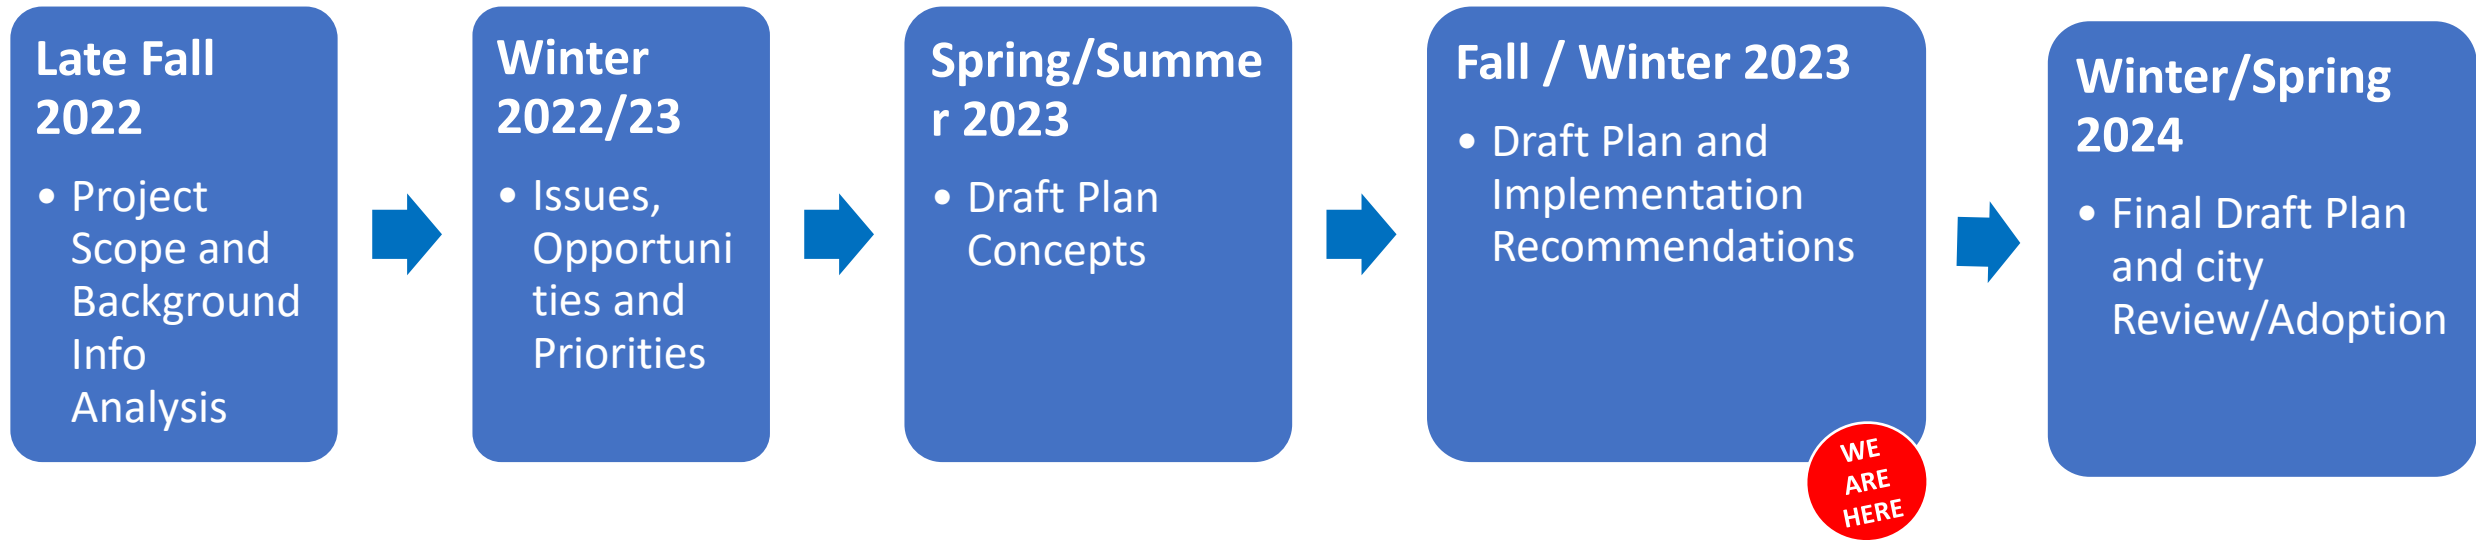 Late Fall
2022
• Project
Scope and
Background
Info
Analysis
Winter
2022/23
• Issues,
Opportuni
ties and
Priorities
Spring/Summe
r 2023
• Draft Plan
Concepts
Fall / Winter 2023
• Draft Plan and
Implementation
Recommendations
WE
ARE
HERE
Winter/Spring
2024
• Final Draft Plan
and city
Review/Adoption